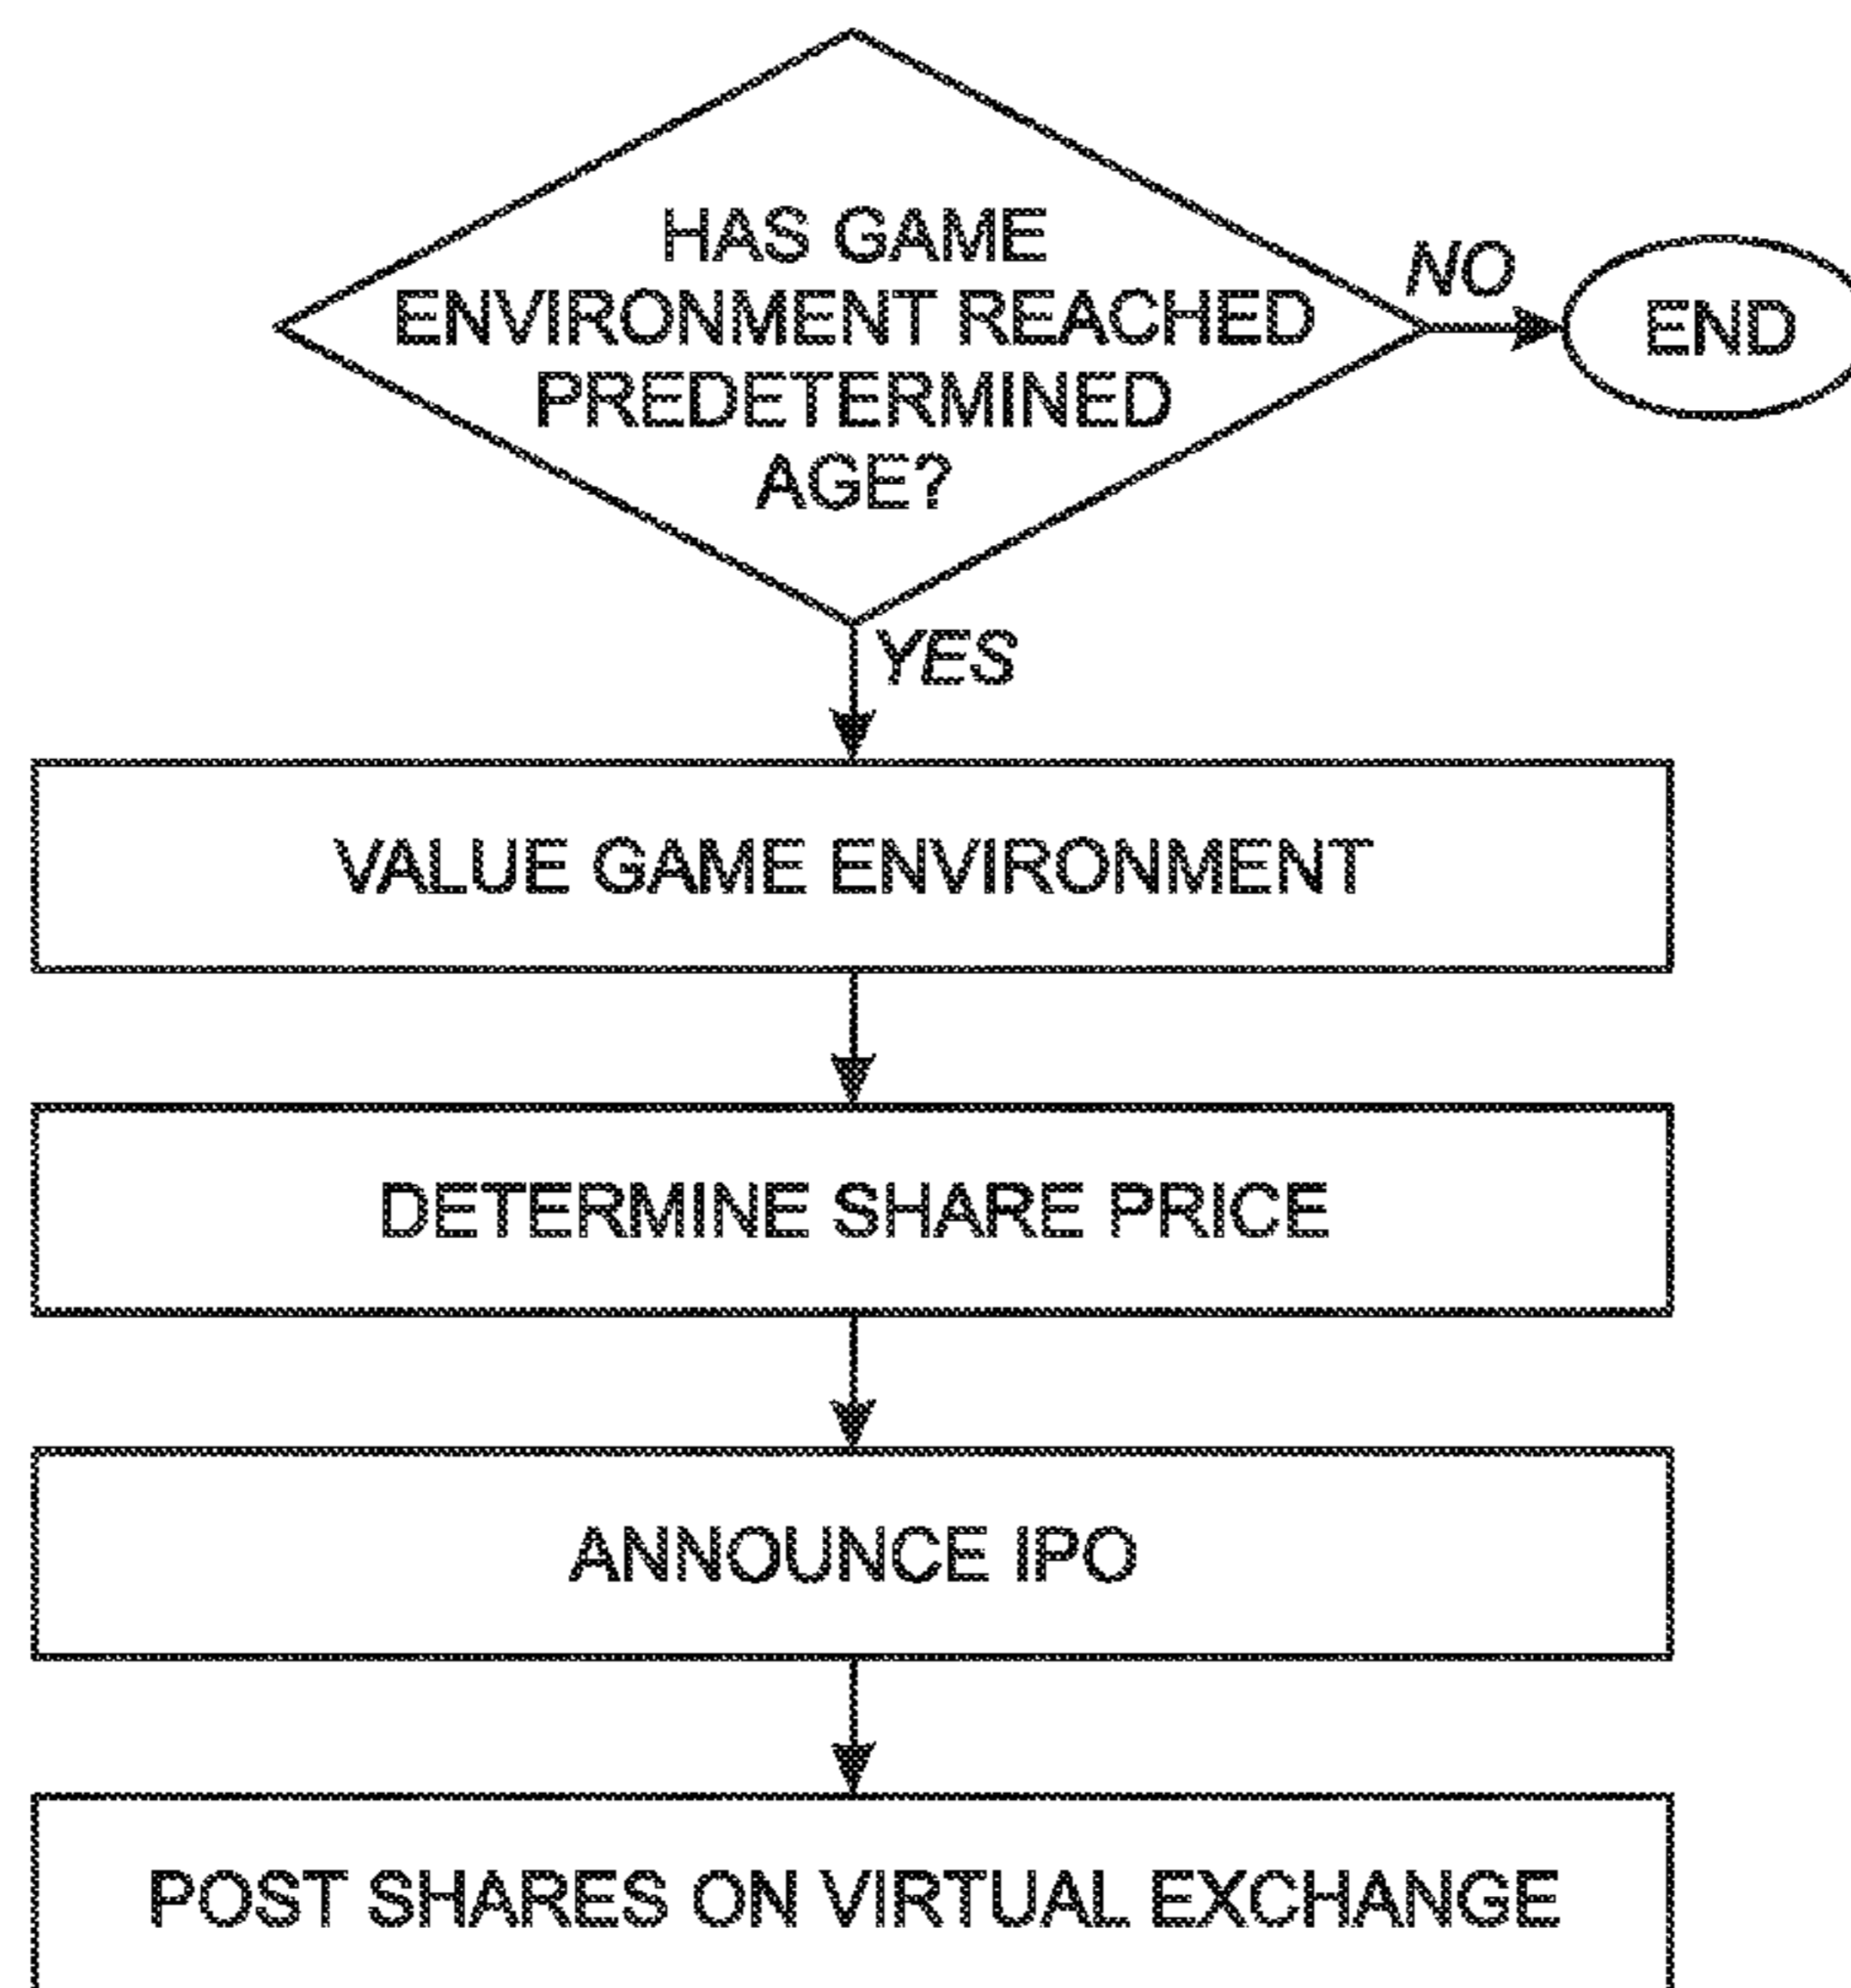 HAS GAME
ENVIRONMENT REACHED
PREDETERMINED
AGE?
NO
END
YES
VALUE GAME ENVIRONMENT
DETERMINE SHARE PRICE
ANNOUNCE IPO
POST SHARES ON VIRTUAL EXCHANGE